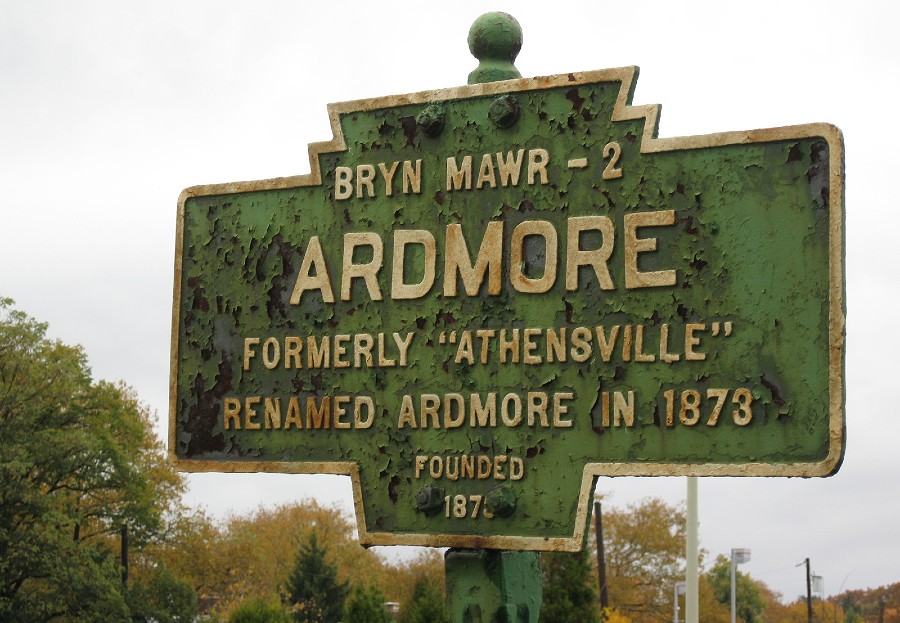 BRYN MAWR - 2
ARDMORE
FORMERLY "ATHENSVILLE"
RENAMED ARDMORE IN 1873
FOUNDED